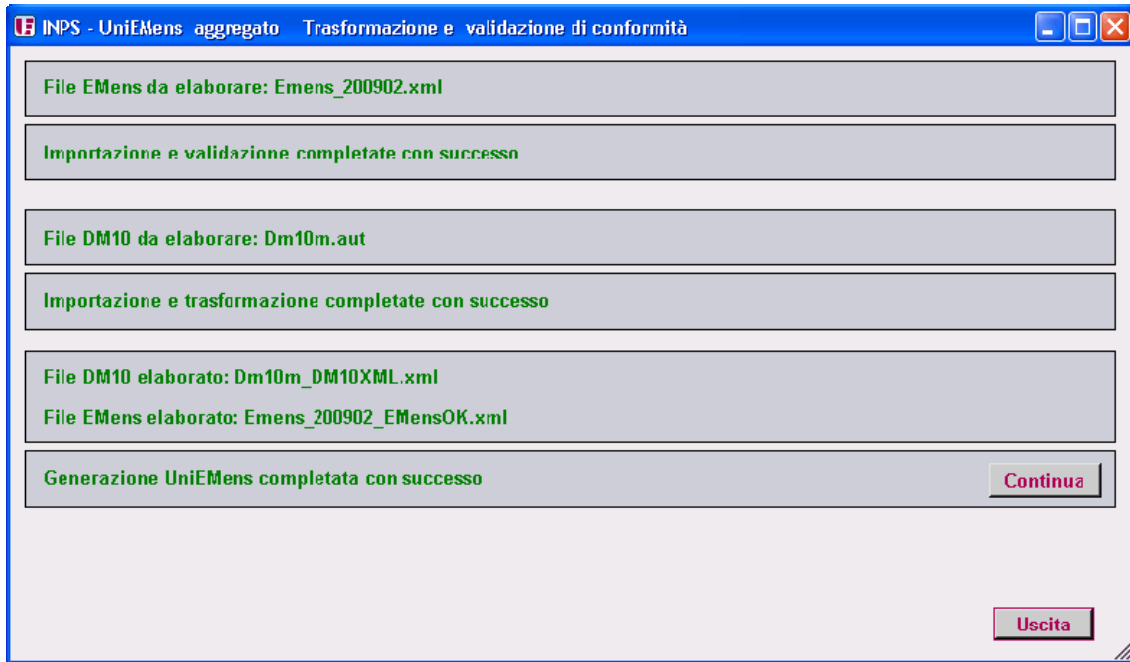 INPS - UniEMens aggregato Trasformazione e validazione di conformità
File EMens da elaborare: Emens_200902.xml
Importazione e validazione completate con successo
File DM10 da elaborare: Dm10m.aut
Importazione e trasformazione completate con successo
File DM10 elaborato: Dm10m_DM10XML.xml
File EMens elaborato: Emens_200902_EMensOK.xml
Generazione UniEMens completata con successo
Continua
Uscita